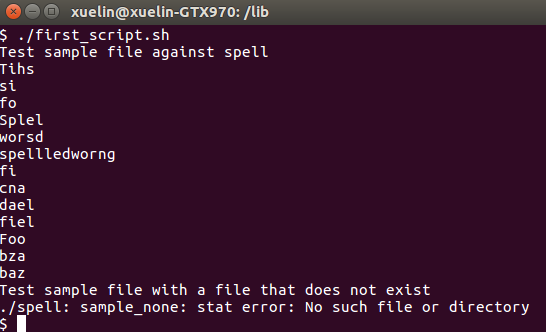 xuelin@xuelin-GTX970: /lib
$ ./first_script.sh
Test sample file against spell
Tihs
si
fo
Splel
worsd
spellledworng
fi
cna
dael
fiel
Foo
bza
baz
Test sample file with a file that does not exist
./spell: sample_none: stat error: No such file or directory
$